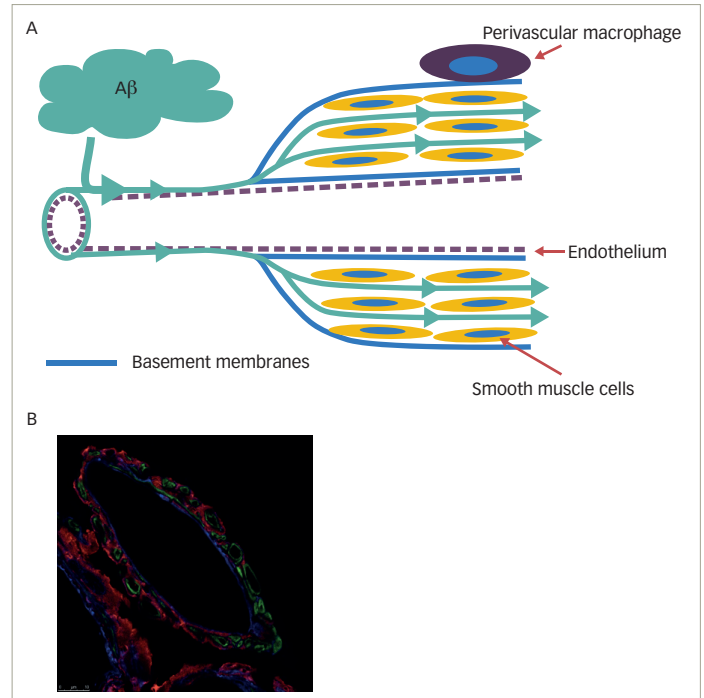 A
Perivascular macrophage
Aβ
Endothelium
Basement membranes
Smooth muscle cells
B